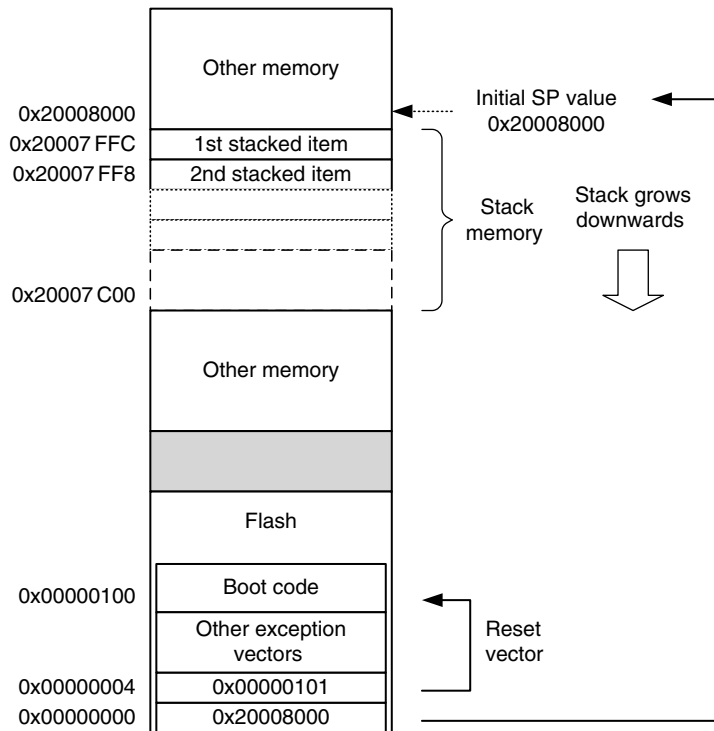 Other memory
0x20008000
Initial SP value
0x20008000
0x20007FFC
1st stacked item
0x20007FF8
2nd stacked item
Stack
memory
Stack grows
downwards
0x20007C00
Other memory
Flash
0x00000100
Boot code
Other exception
vectors
Reset
vector
0x00000004
0x00000101
0x00000000
0x20008000